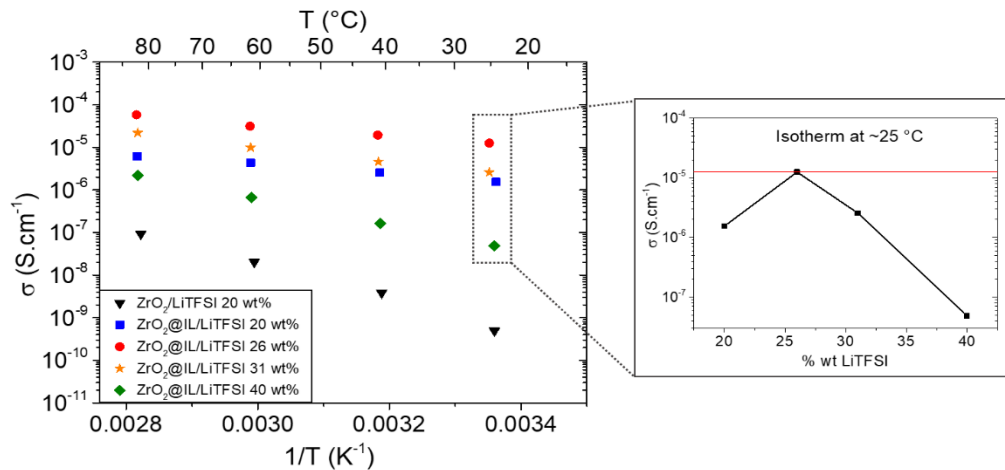 T (°C)
80 70 60 50 40 30 20
10⁻³
10⁻⁴
10⁻⁵
10⁻⁶
10⁻⁷
10⁻⁸
10⁻⁹
10⁻¹⁰
10⁻¹¹
σ (S.cm⁻¹)
ZrO₂/LiTFSI 20 wt%
ZrO₂@IL/LiTFSI 20 wt%
ZrO₂@IL/LiTFSI 26 wt%
ZrO₂@IL/LiTFSI 31 wt%
ZrO₂@IL/LiTFSI 40 wt%
0.0028 0.0030 0.0032 0.0034
1/T (K⁻¹)
Isotherm at ~25 °C
10⁻⁴
10⁻⁵
10⁻⁶
10⁻⁷
σ (S.cm⁻¹)
20 25 30 35 40
% wt LiTFSI